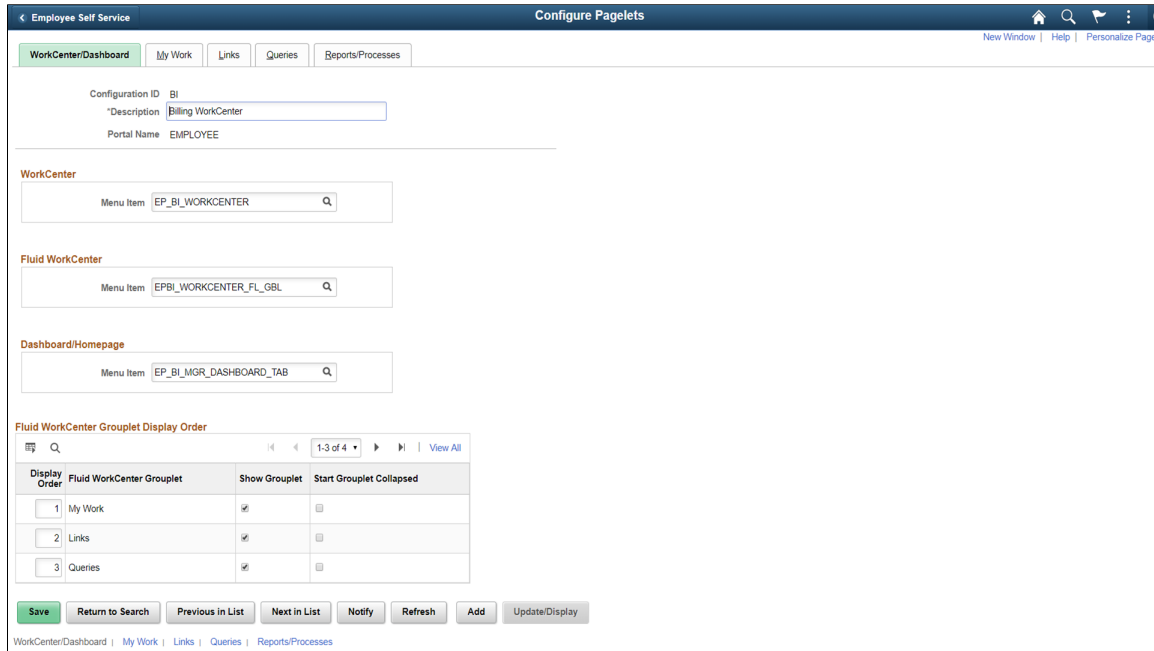 Employee Self Service
Configure Pagelets
New Window | Help | Personalize Page
WorkCenter/Dashboard My Work Links Queries Reports/Processes
Configuration ID BI
*Description Billing WorkCenter
Portal Name EMPLOYEE
WorkCenter
Menu Item EP_BI_WORKCENTER
Fluid WorkCenter
Menu Item EPBI_WORKCENTER_FL_GBL
Dashboard/Homepage
Menu Item EP_BI_MGR_DASHBOARD_TAB
Fluid WorkCenter Grouplet Display Order
1-3 of 4 | View All
Display Order Fluid WorkCenter Grouplet Show Grouplet Start Grouplet Collapsed
1 My Work
2 Links
3 Queries
Save Return to Search Previous in List Next in List Notify Refresh Add Update/Display
WorkCenter/Dashboard | My Work | Links | Queries | Reports/Processes